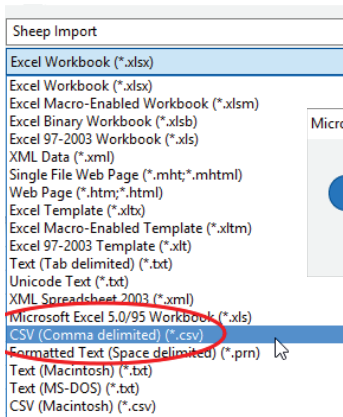 Sheep Import
Excel Workbook (*.xlsx)
Excel Workbook (*.xlsx)
Excel Macro-Enabled Workbook (*.xlsm)
Excel Binary Workbook (*.xlsb)
Excel 97-2003 Workbook (*.xls)
XML Data (*.xml)
Single File Web Page (*.mht;*.mhtml)
Web Page (*.htm;*.html)
Excel Template (*.xltx)
Excel Macro-Enabled Template (*.xltm)
Excel 97-2003 Template (*.xlt)
Text (Tab delimited) (*.txt)
Unicode Text (*.txt)
XML Spreadsheet 2003 (*.xml)
Microsoft Excel 5.0/95 Workbook (*.xls)
CSV (Comma delimited) (*.csv)
Formatted Text (Space delimited) (*.prn)
Text (Macintosh) (*.txt)
Text (MS-DOS) (*.txt)
CSV (Macintosh) (*.csv)
Micro